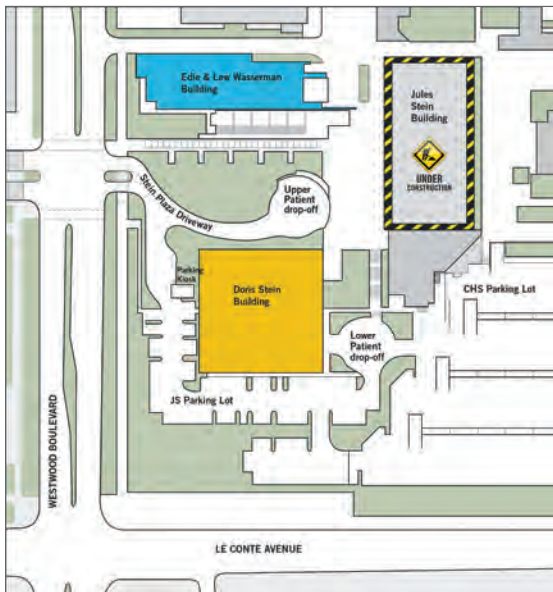 Edie & Lew Wasserman
Building
Jules
Stein
Building
UNDER
CONSTRUCTION
Upper
Patient
drop-off
Stein Plaza Driveway
Parking
Kiosk
Doris Stein
Building
CHS Parking Lot
Lower
Patient
drop-off
JS Parking Lot
WESTWOOD BOULEVARD
LE CONTE AVENUE